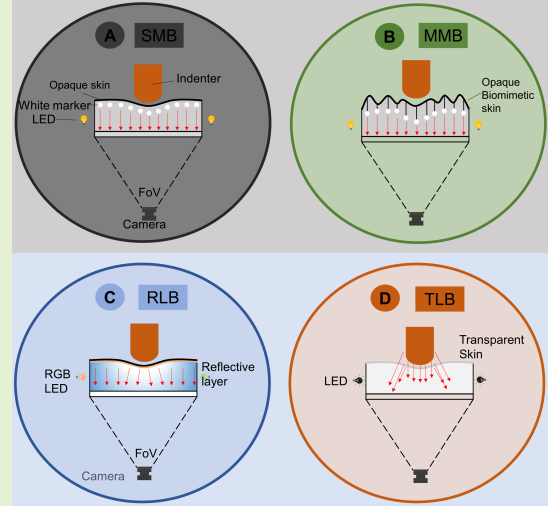 A SMB
Indenter
Opaque skin
White marker
LED
FoV
Camera
B MMB
Opaque
Biomimetic
skin
C RLB
RGB
LED
Reflective
layer
FoV
Camera
D TLB
Transparent
Skin
LED